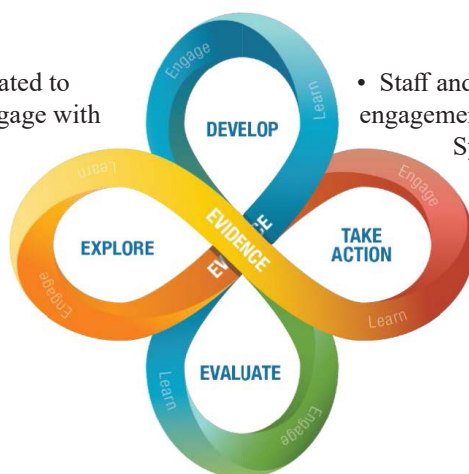 ated to
gage with
• Staff and
engagemen
S
Engage
Learn
DEVELOP
Learn
Engage
EXPLORE
EVIDENCE
TAKE
ACTION
Engage
Learn
EVALUATE
Learn
Engage